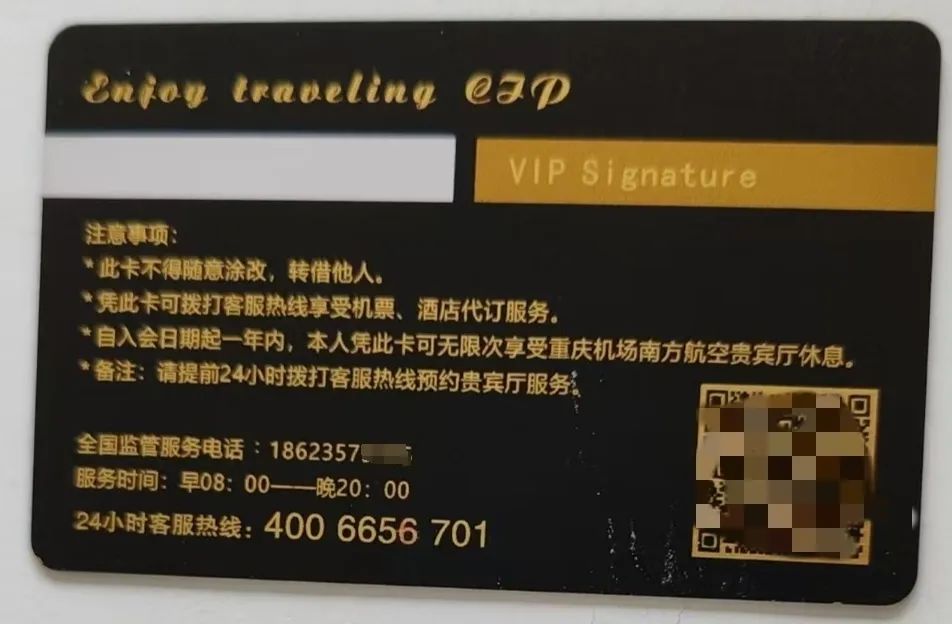 Enjoy traveling CIP
VIP Signature
注意事项：
*此卡不得随意涂改，转借他人。
*凭此卡可拨打客服热线享受机票、酒店代订服务。
*自入会日期起一年内，本人凭此卡可无限次享受重庆机场南方航空贵宾厅休息。
*备注：请提前24小时拨打客服热线预约贵宾厅服务。
全国监管服务电话：1862357
服务时间：早08：00——晚20：00
24小时客服热线：400 6656 701